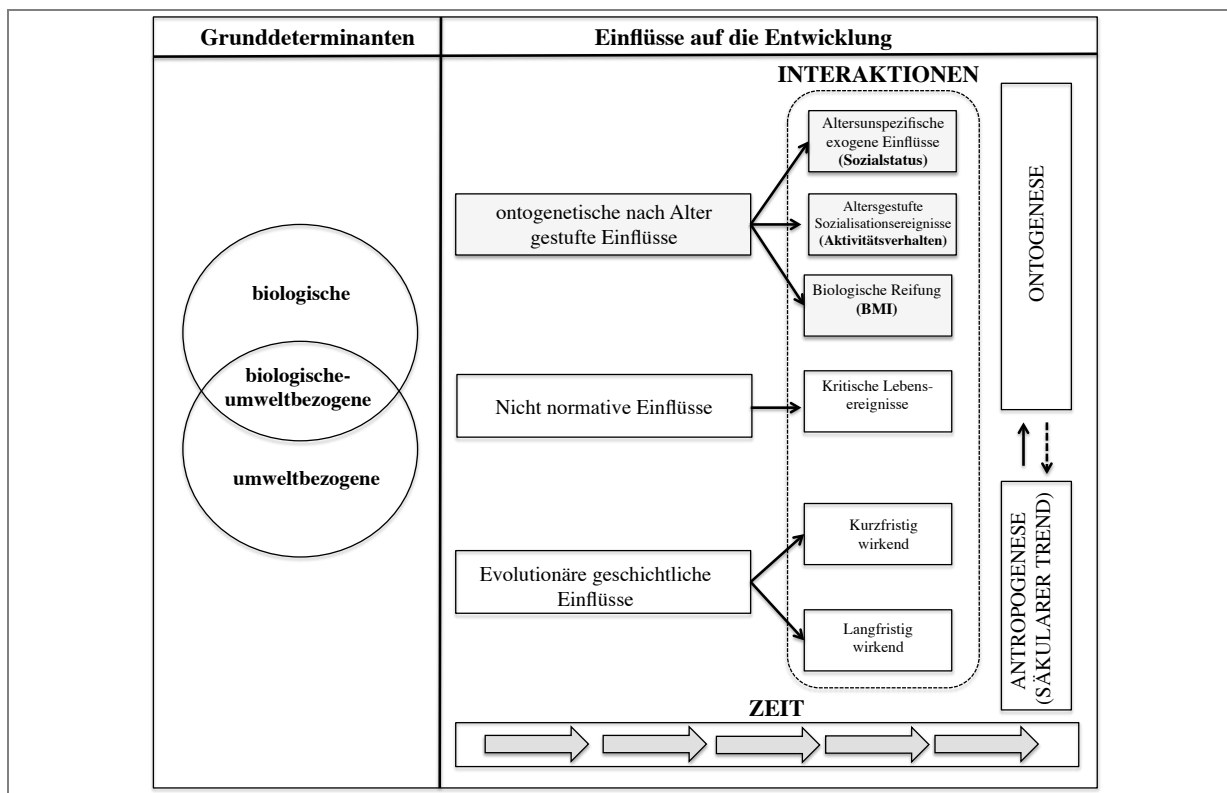 Grunddeterminanten
Einflüsse auf die Entwicklung
biologische
biologische-
umweltbezogene
umweltbezogene
INTERAKTIONEN
ontogenetische nach Alter
gestufte Einflüsse
Altersunspezifische
exogene Einflüsse
(Sozialstatus)
Altersgestufte
Sozialisationsereignisse
(Aktivitätsverhalten)
Biologische Reifung
(BMI)
Nicht normative Einflüsse
Kritische Lebens-
ereignisse
Evolutionäre geschichtliche
Einflüsse
Kurzfristig
wirkend
Langfristig
wirkend
ONTOGENESE
ANTROPOGENESE
(SÄKULARER TREND)
ZEIT